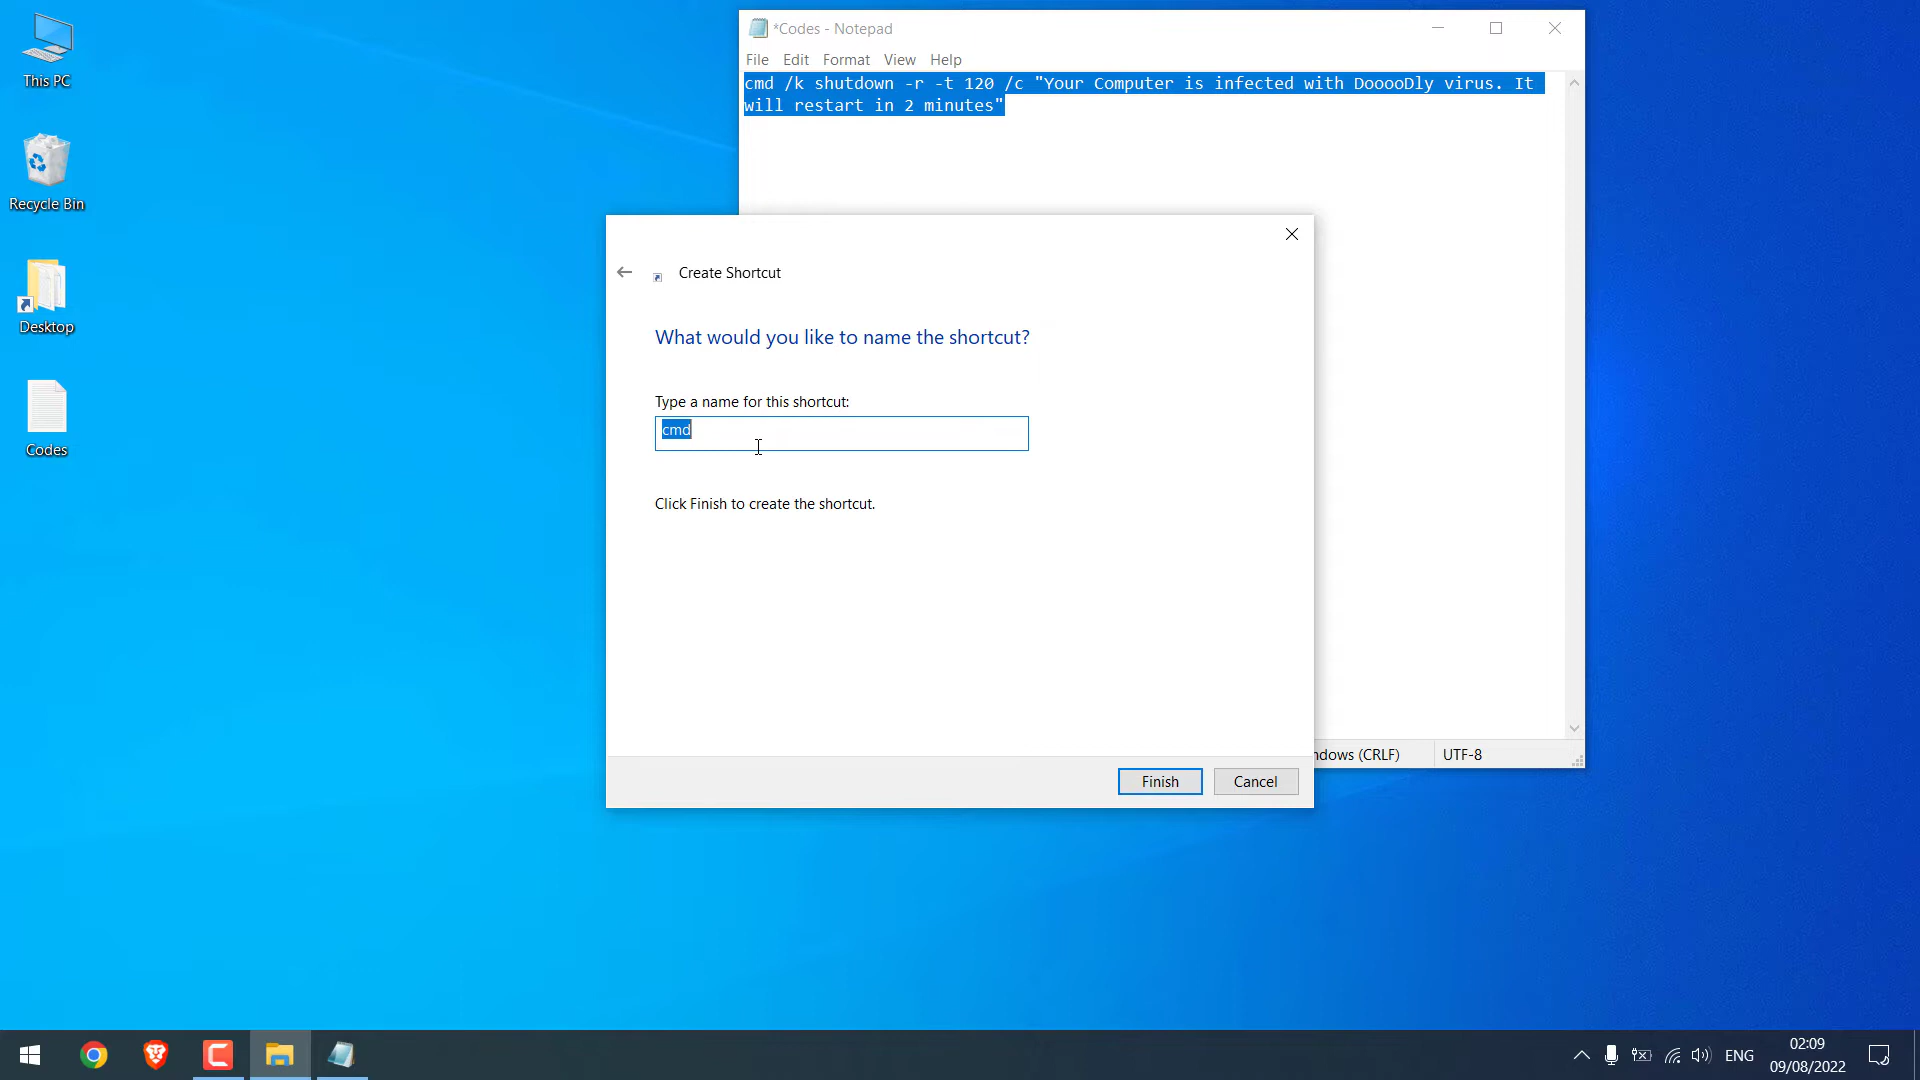 This PC
Recycle Bin
Desktop
Codes
*Codes - Notepad
File Edit Format View Help
cmd /k shutdown -r -t 120 /c "Your Computer is infected with DooooDly virus. It
will restart in 2 minutes"
Create Shortcut
What would you like to name the shortcut?
Type a name for this shortcut:
cmd
Click Finish to create the shortcut.
Finish Cancel
ndows (CRLF) UTF-8
ENG
02:09
09/08/2022